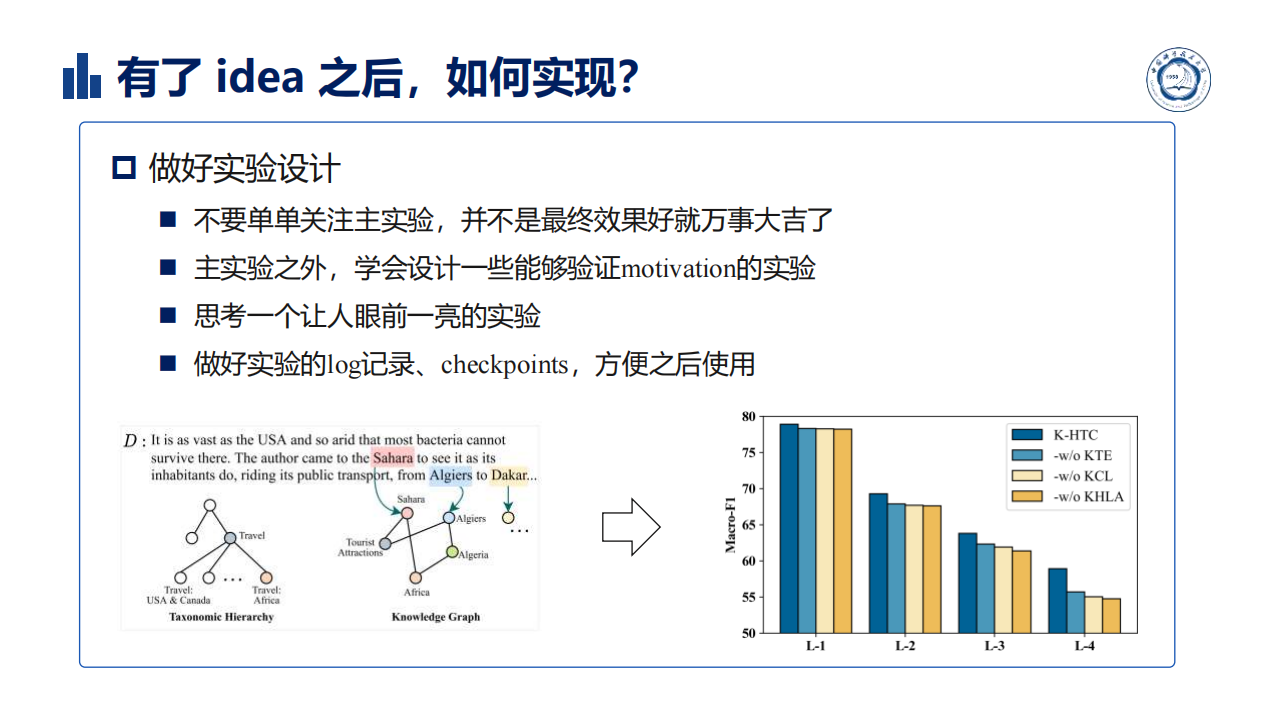 有了 idea 之后，如何实现？
1958
做好实验设计
不要单单关注主实验，并不是最终效果好就万事大吉了
主实验之外，学会设计一些能够验证motivation的实验
思考一个让人眼前一亮的实验
做好实验的log记录、checkpoints，方便之后使用
D : It is as vast as the USA and so arid that most bacteria cannot
survive there. The author came to the Sahara to see it as its
inhabitants do, riding its public transport, from Algiers to Dakar...
Sahara
Algiers
Travel
Tourist
Attractions
Algeria
...
...
Travel:
USA & Canada
Travel:
Africa
Africa
Taxonomic Hierarchy
Knowledge Graph
80
75
70
65
60
55
50
Macro-F1
K-HTC
-w/o KTE
-w/o KCL
-w/o KHLA
L-1
L-2
L-3
L-4